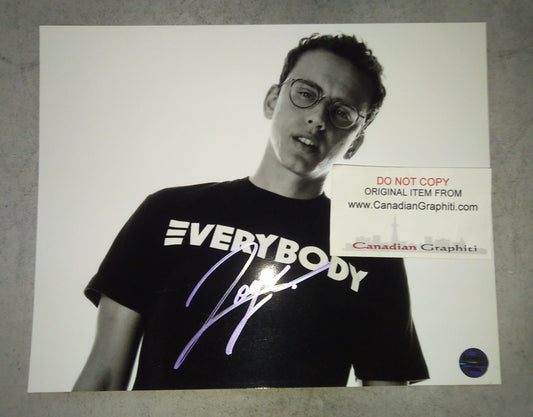 DO NOT COPY
ORIGINAL ITEM FROM
www.CanadianGraphiti.com
Canadian Graphiti
EVERYBODY